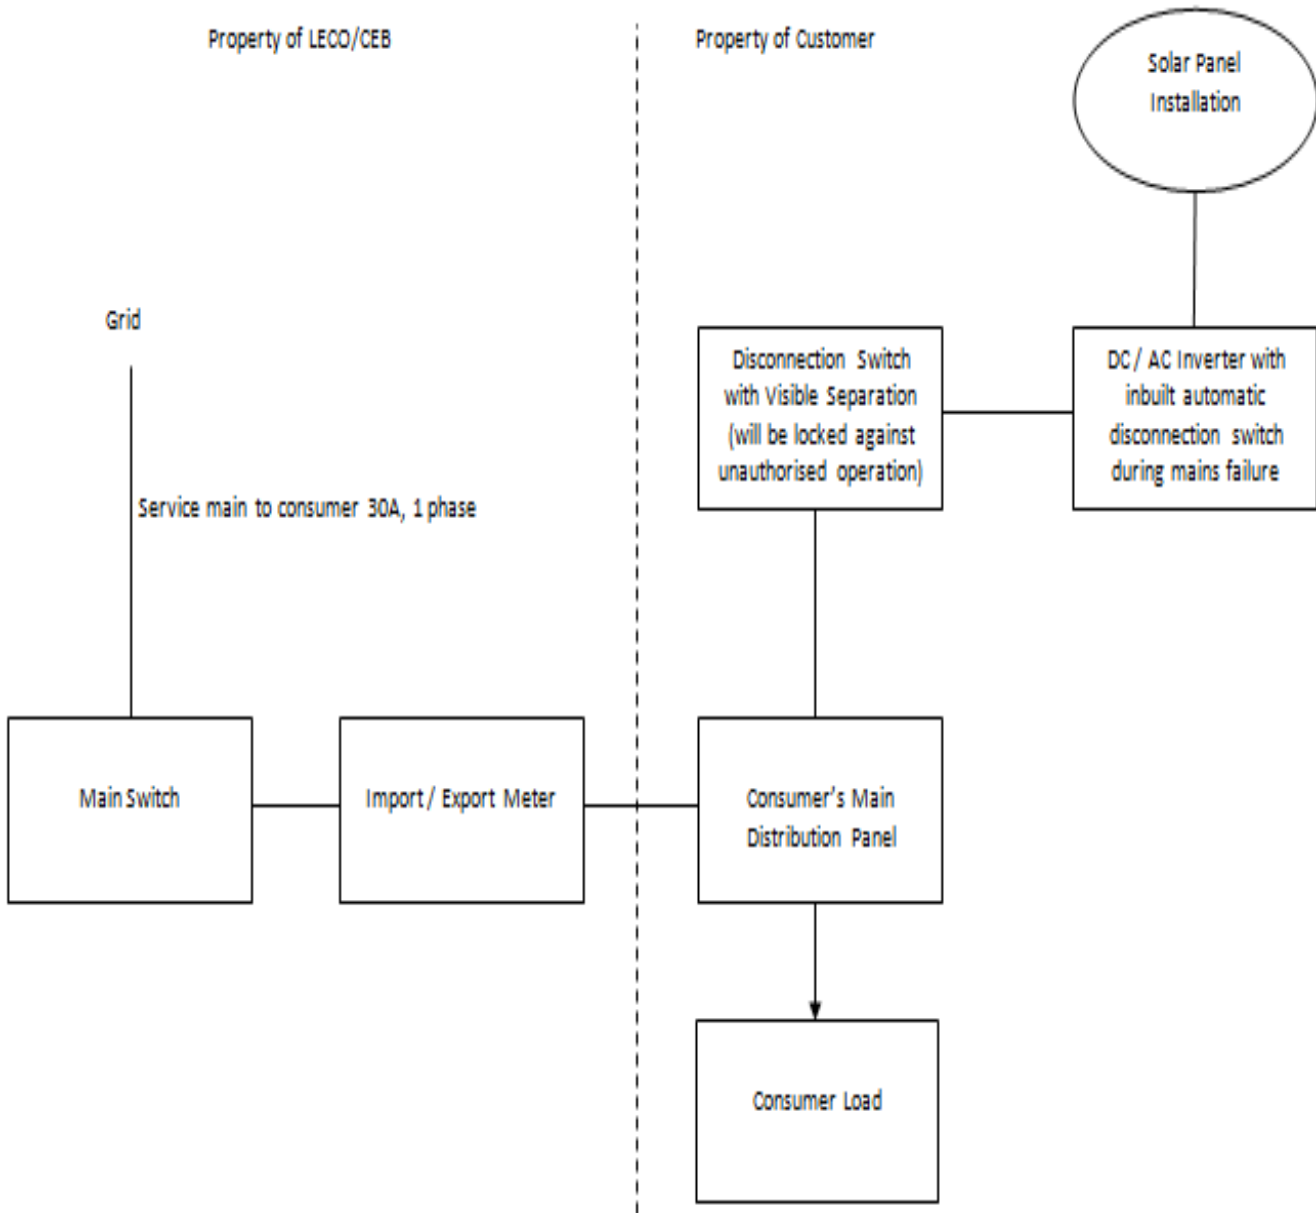 Property of LECO/CEB
Property of Customer
Solar Panel
Installation
Grid
Disconnection Switch
with Visible Separation
(will be locked against
unauthorised operation)
DC / AC Inverter with
inbuilt automatic
disconnection switch
during mains failure
Service main to consumer 30A, 1 phase
Main Switch
Import / Export Meter
Consumer's Main
Distribution Panel
Consumer Load